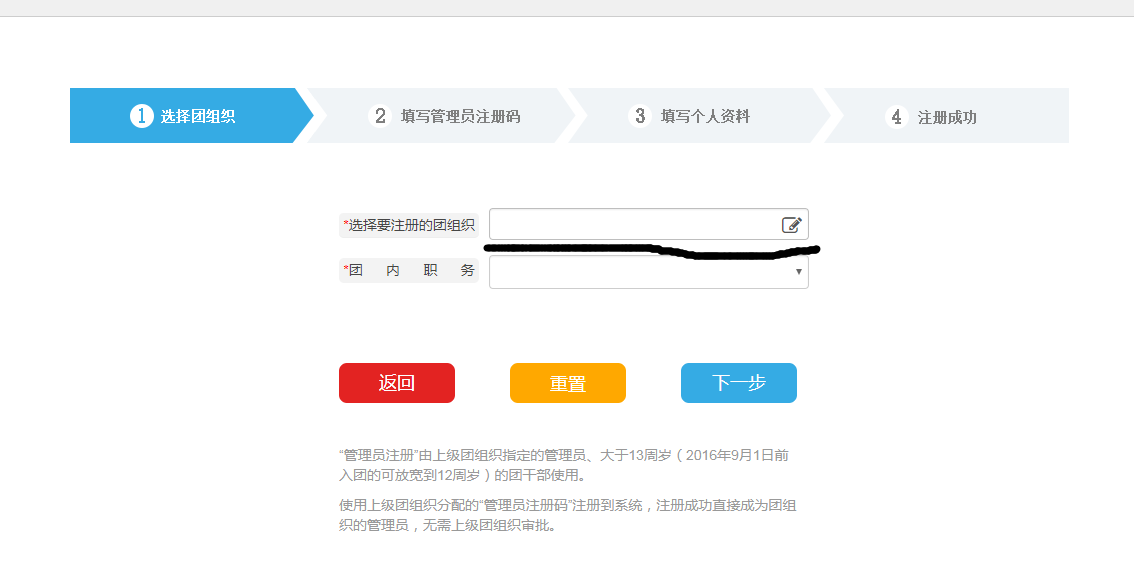 1 选择团组织
2 填写管理员注册码
3 填写个人资料
4 注册成功
*选择要注册的团组织
*团 内 职 务
返回
重置
下一步
“管理员注册”由上级团组织指定的管理员、大于13周岁（2016年9月1日前
入团的可放宽到12周岁）的团干部使用。
使用上级团组织分配的“管理员注册码”注册到系统，注册成功直接成为团组
织的管理员，无需上级团组织审批。